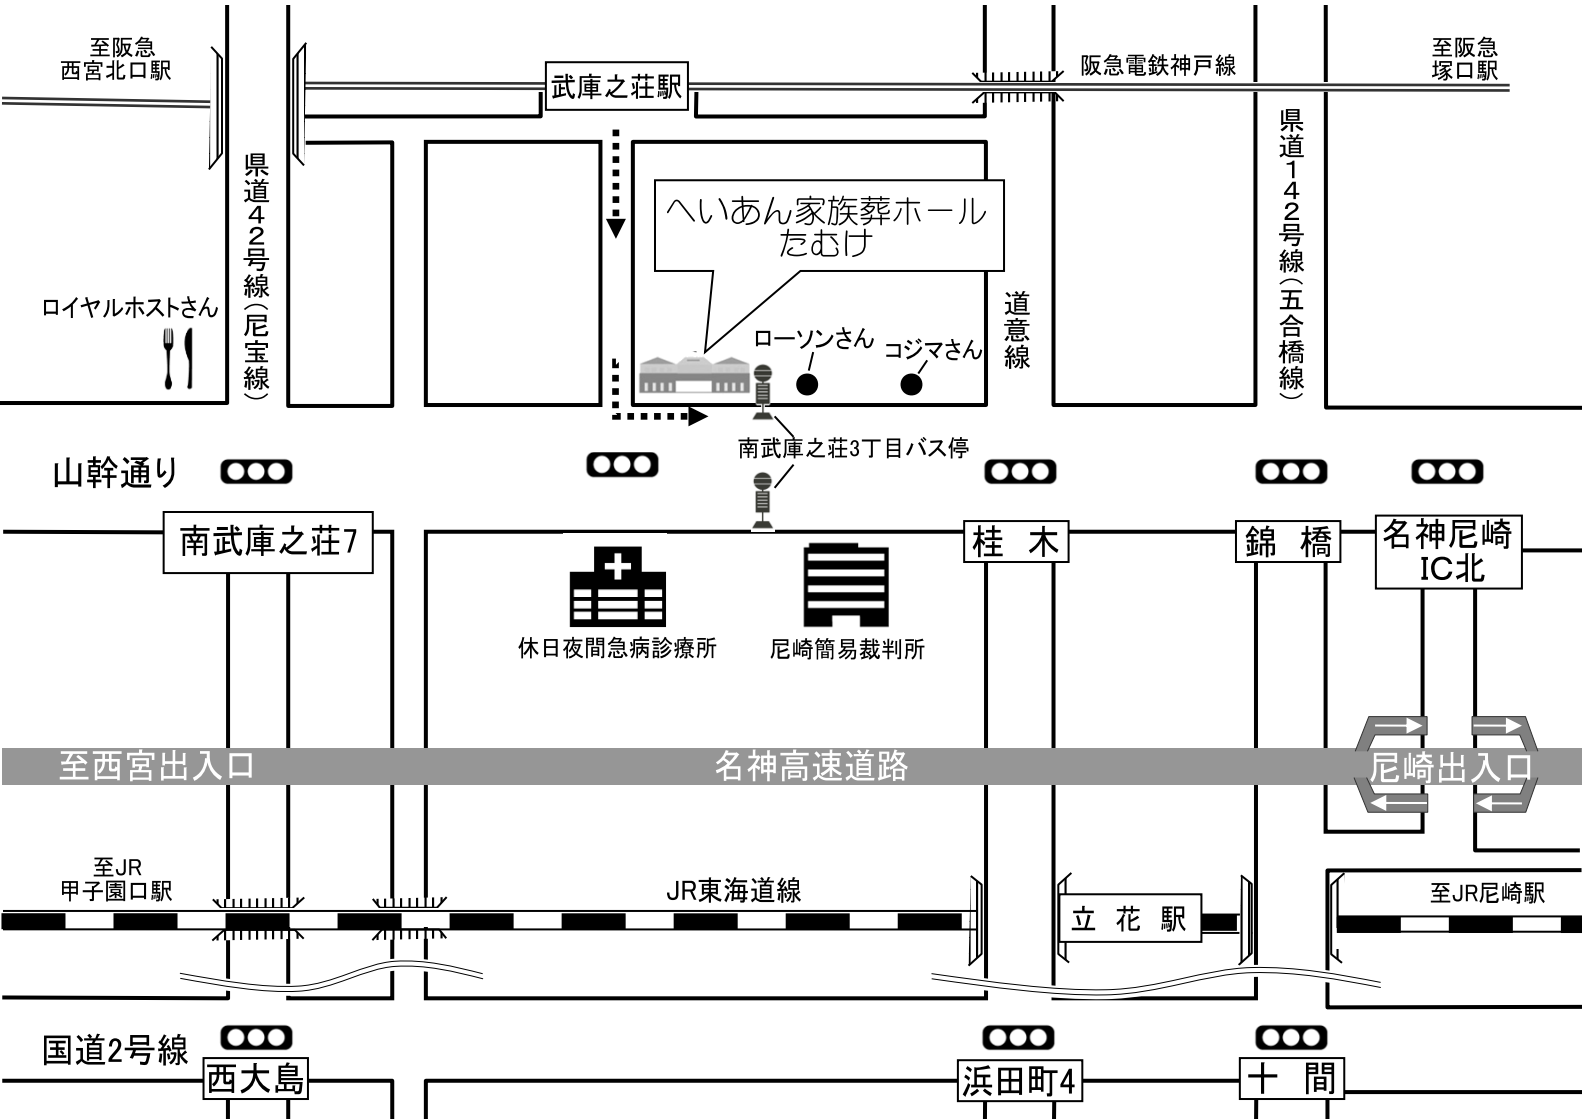 至阪急
西宮北口駅
武庫之荘駅
阪急電鉄神戸線
至阪急
塚口駅
県道42号線(尼宝線)
県道142号線(五合橋線)
へいあん家族葬ホール
たむけ
道意線
ロイヤルホストさん
ローソンさん
コジマさん
南武庫之荘3丁目バス停
山幹通り
南武庫之荘7
桂木
錦橋
名神尼崎
IC北
休日夜間急病診療所
尼崎簡易裁判所
至西宮出入口
名神高速道路
尼崎出入口
至JR
甲子園口駅
JR東海道線
立花駅
至JR尼崎駅
国道2号線
西大島
浜田町4
十間